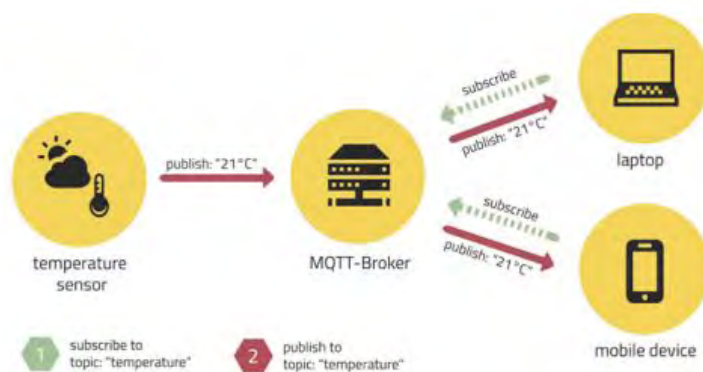 subscribe
publish: "21°C"
laptop
publish: "21°C"
temperature
sensor
MQTT-Broker
subscribe
publish: "21°C"
mobile device
1
subscribe to
topic: "temperature"
2
publish to
topic: "temperature"